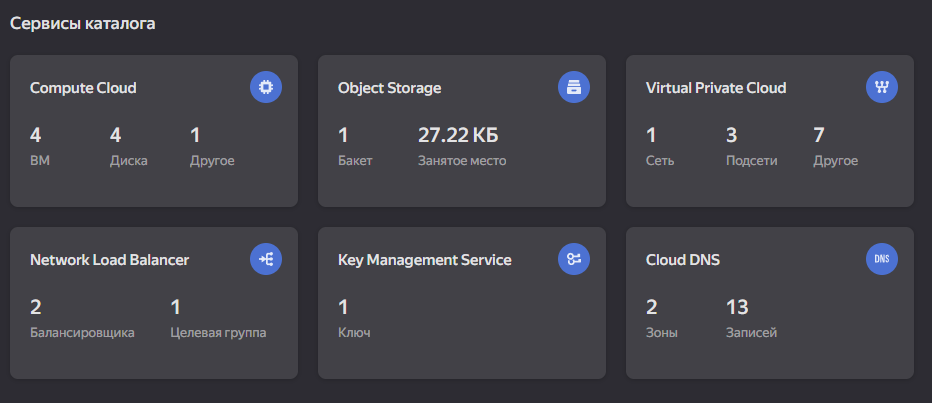 Сервисы каталога
Compute Cloud
4 4 1
ВМ Диска Другое
Object Storage
1 27.22 КБ
Бакет Занятое место
Virtual Private Cloud
1 3 7
Сеть Подсети Другое
Network Load Balancer
2 1
Балансировщика Целевая группа
Key Management Service
1
Ключ
Cloud DNS
DNS
2 13
Зоны Записей